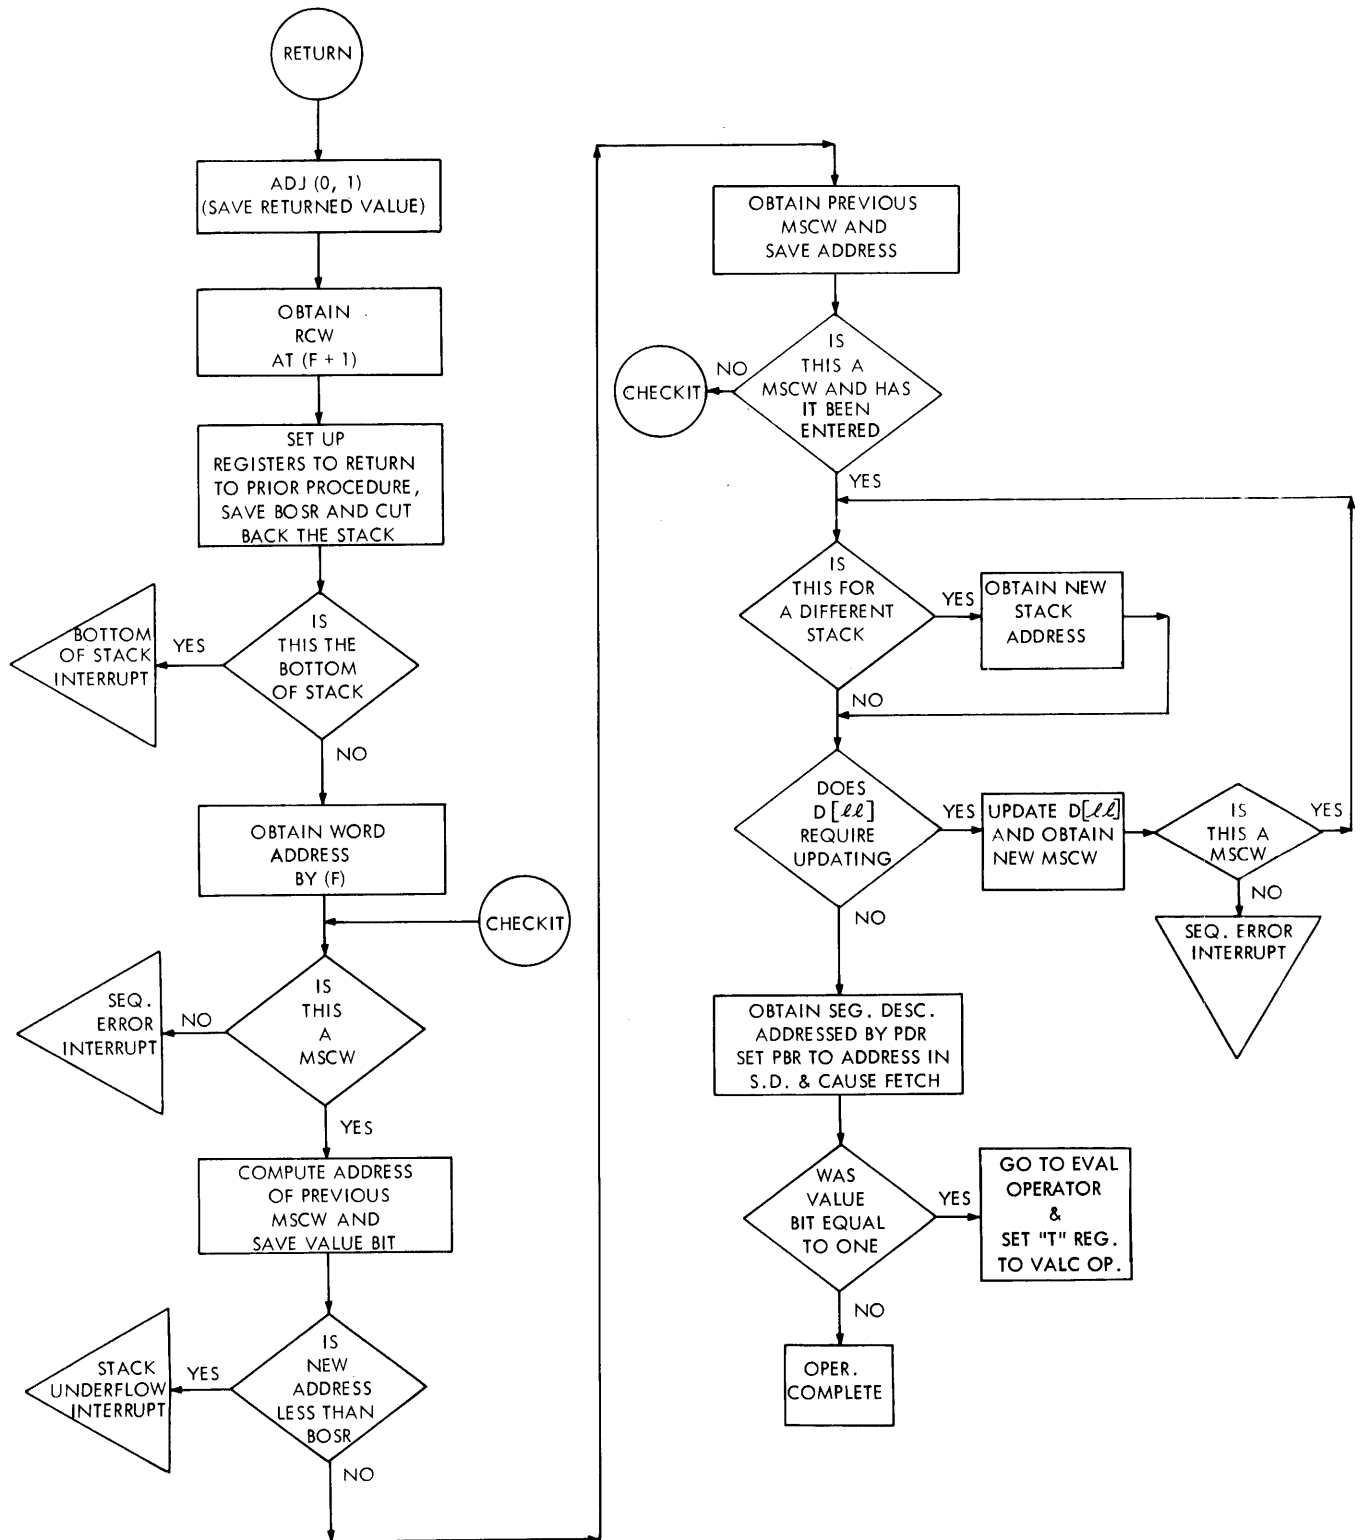 RETURN
ADJ (0, 1)
(SAVE RETURNED VALUE)
OBTAIN
RCW
AT (F + 1)
SET UP
REGISTERS TO RETURN
TO PRIOR PROCEDURE,
SAVE BOSR AND CUT
BACK THE STACK
IS
THIS THE
BOTTOM
OF STACK
YES
BOTTOM
OF STACK
INTERRUPT
NO
OBTAIN WORD
ADDRESS
BY (F)
CHECKIT
IS
THIS
A
MSCW
NO
SEQ.
ERROR
INTERRUPT
YES
COMPUTE ADDRESS
OF PREVIOUS
MSCW AND
SAVE VALUE BIT
IS
NEW
ADDRESS
LESS THAN
BOSR
YES
STACK
UNDERFLOW
INTERRUPT
NO
OBTAIN PREVIOUS
MSCW AND
SAVE ADDRESS
IS
THIS A
MSCW AND HAS
IT BEEN
ENTERED
NO
CHECKIT
YES
IS
THIS FOR
A DIFFERENT
STACK
YES
OBTAIN NEW
STACK
ADDRESS
NO
DOES
D[ℓℓ]
REQUIRE
UPDATING
YES
UPDATE D[ℓℓ]
AND OBTAIN
NEW MSCW
IS
THIS A
MSCW
YES
NO
SEQ. ERROR
INTERRUPT
NO
OBTAIN SEG. DESC.
ADDRESSED BY PDR
SET PBR TO ADDRESS IN
S.D. & CAUSE FETCH
WAS
VALUE
BIT EQUAL
TO ONE
YES
GO TO EVAL
OPERATOR
&
SET "T" REG.
TO VALC OP.
NO
OPER.
COMPLETE